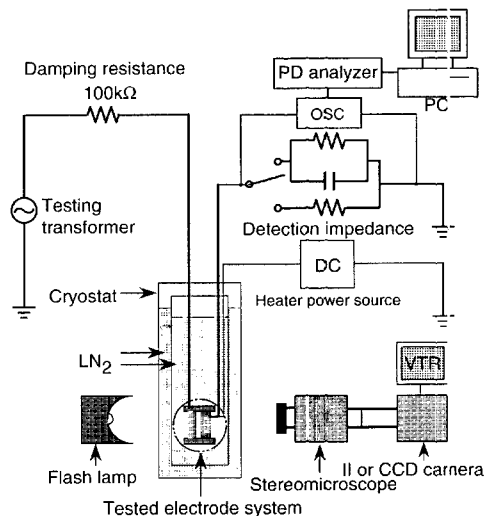 Damping resistance
100kΩ
PD analyzer
PC
OSC
Testing
transformer
Detection impedance
DC
Heater power source
Cryostat
LN2
VTR
Flash lamp
Stereomicroscope
II or CCD camera
Tested electrode system